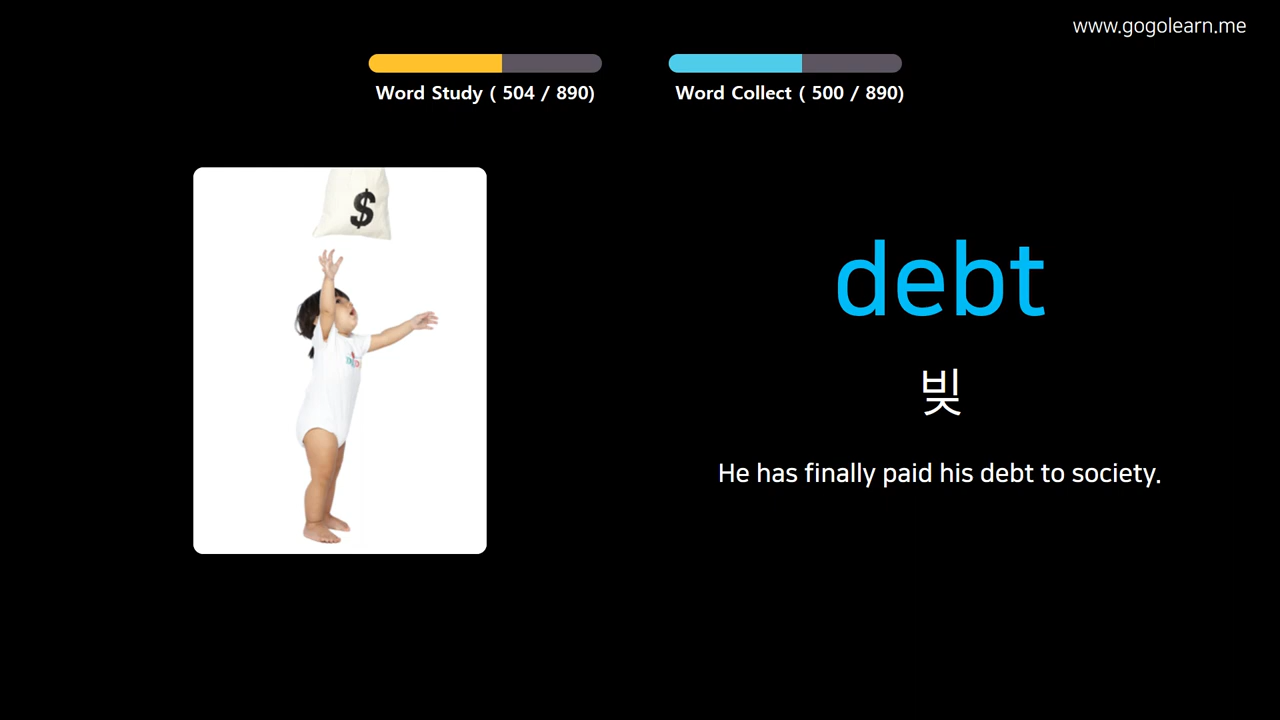 www.gogolearn.me
Word Study ( 504 / 890)
Word Collect ( 500 / 890)
$
debt
빚
He has finally paid his debt to society.